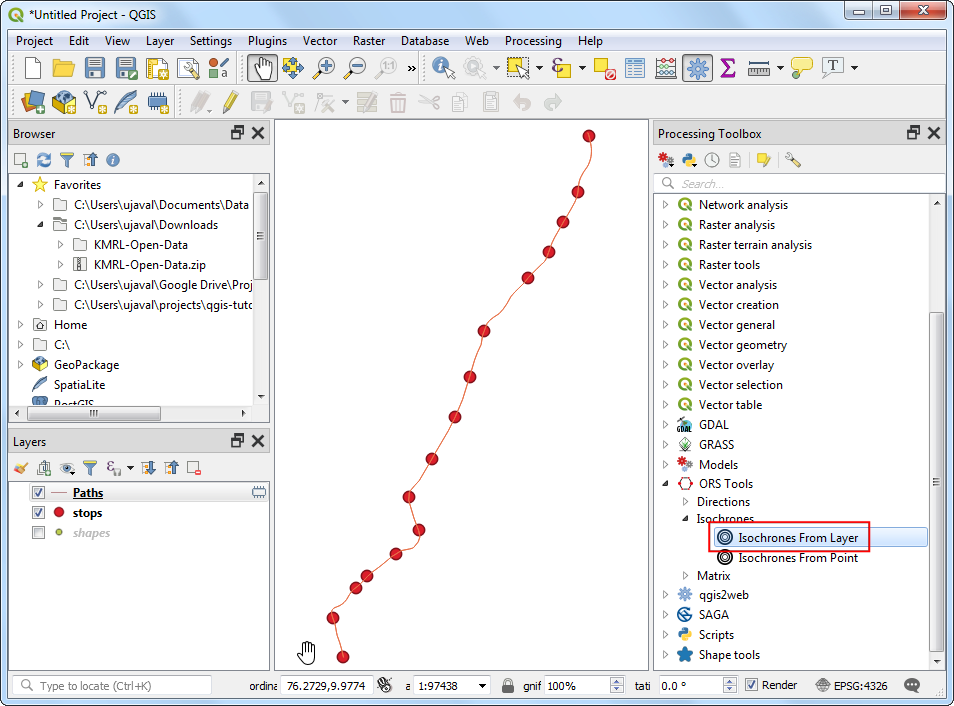 *Untitled Project - QGIS
Project Edit View Layer Settings Plugins Vector Raster Database Web Processing Help
Browser
Favorites
C:\Users\ujaval\Documents\Data
C:\Users\ujaval\Downloads
KMRL-Open-Data
KMRL-Open-Data.zip
C:\Users\ujaval\Google Drive\Proj
C:\Users\ujaval\projects\qgis-tuto
Home
C:\
GeoPackage
SpatiaLite
PostGIS
Layers
Paths
stops
shapes
Processing Toolbox
Search...
Network analysis
Raster analysis
Raster terrain analysis
Raster tools
Vector analysis
Vector creation
Vector general
Vector geometry
Vector overlay
Vector selection
Vector table
GDAL
GRASS
Models
ORS Tools
Directions
Isochrones
Isochrones From Layer
Isochrones From Point
Matrix
qgis2web
SAGA
Scripts
Shape tools
Type to locate (Ctrl+K) ordina 76.2729,9.9774 a 1:97438 gnif 100% tati 0.0 ° Render EPSG:4326